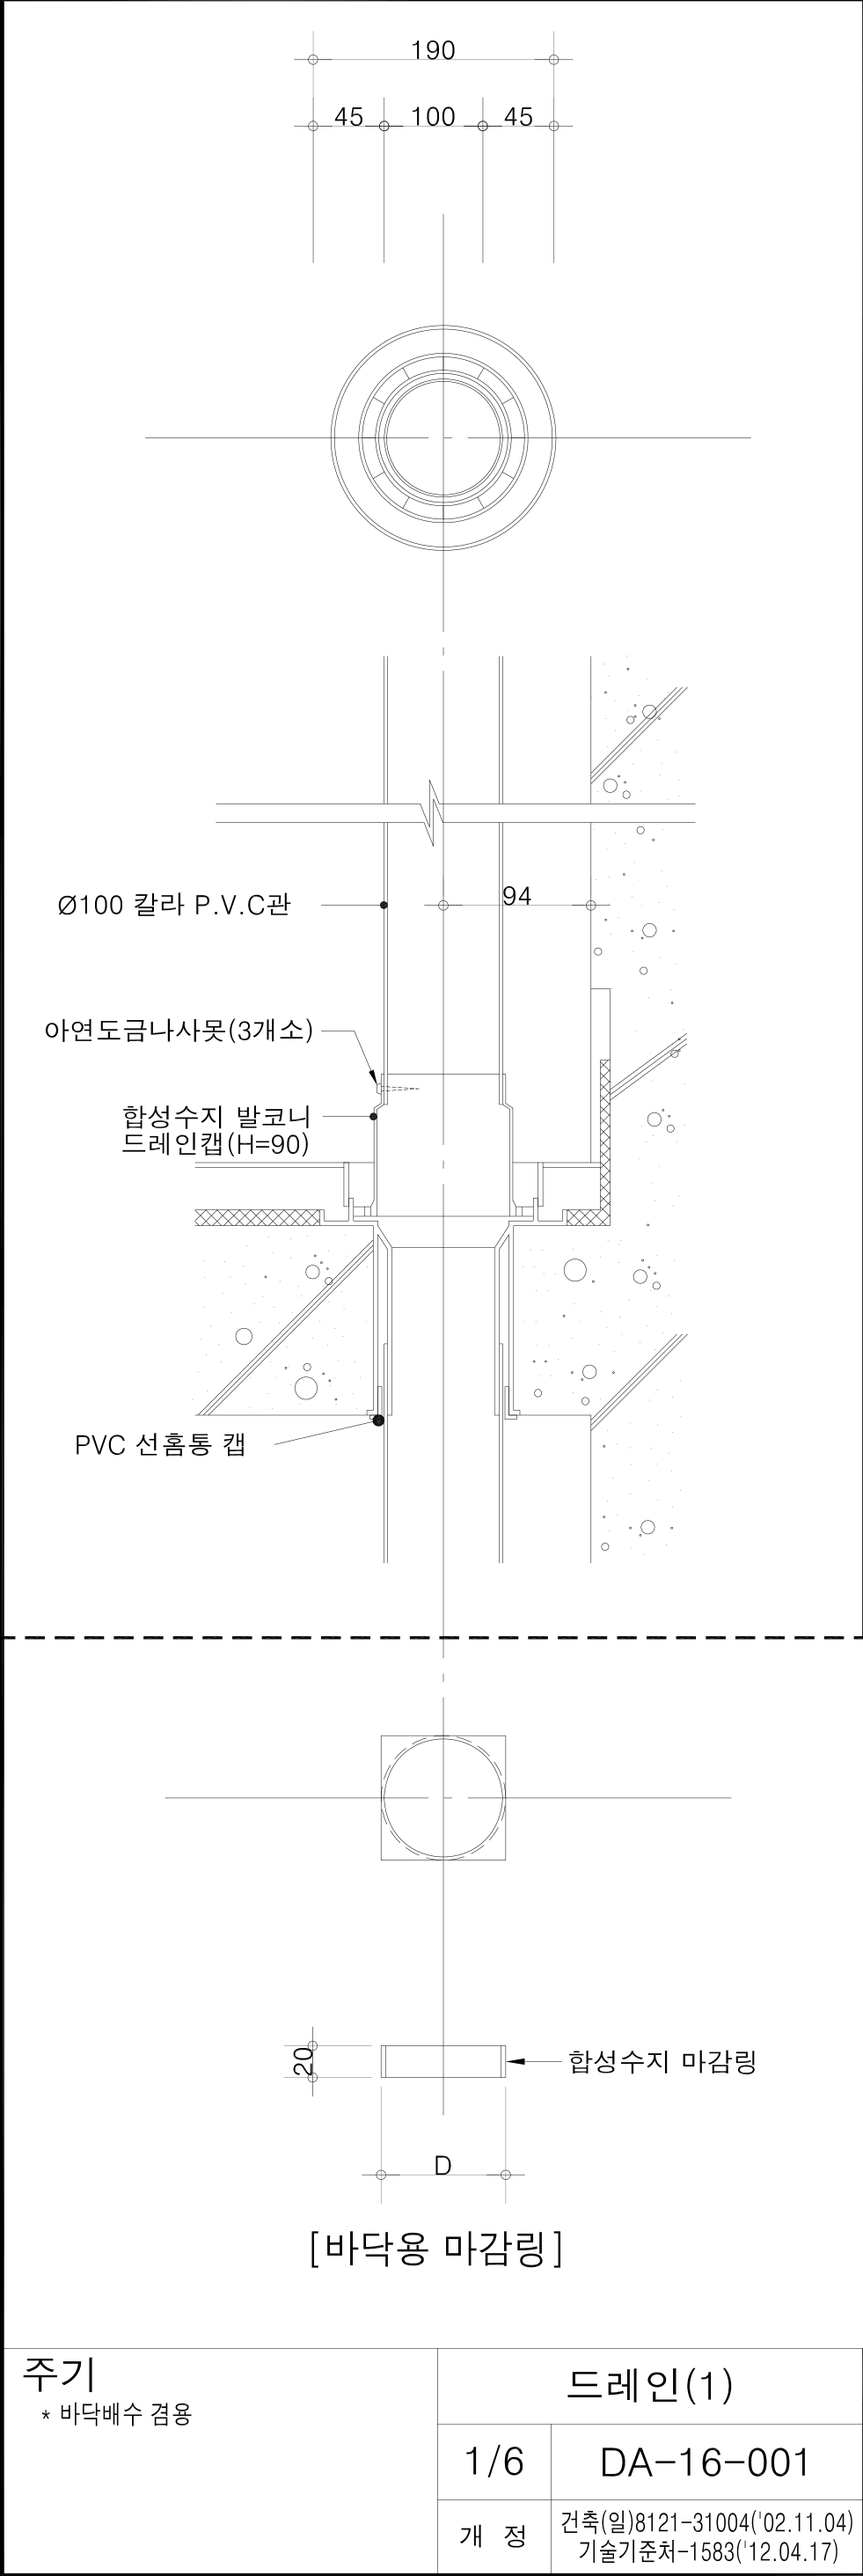 190
45 100 45
Ø100 칼라 P.V.C관
94
아연도금나사못(3개소)
합성수지 발코니
드레인캡(H=90)
PVC 선홈통 캡
20
합성수지 마감링
D
[바닥용 마감링]
주기
* 바닥배수 겸용
드레인(1)
1/6
DA-16-001
개 정
건축(일)8121-31004('02.11.04)
기술기준처-1583('12.04.17)